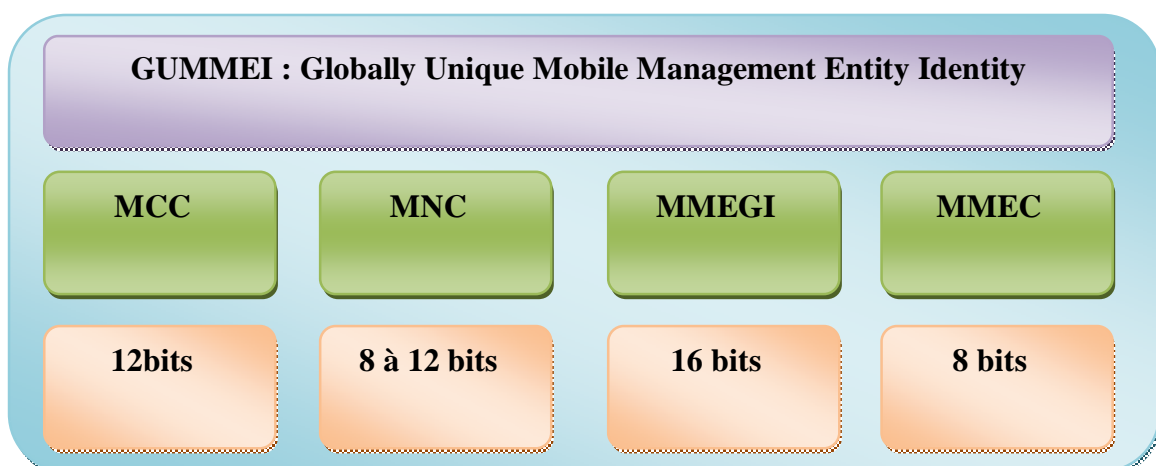 GUMMEI : Globally Unique Mobile Management Entity Identity
MCC MNC MMEGI MMEC
12bits 8 à 12 bits 16 bits 8 bits